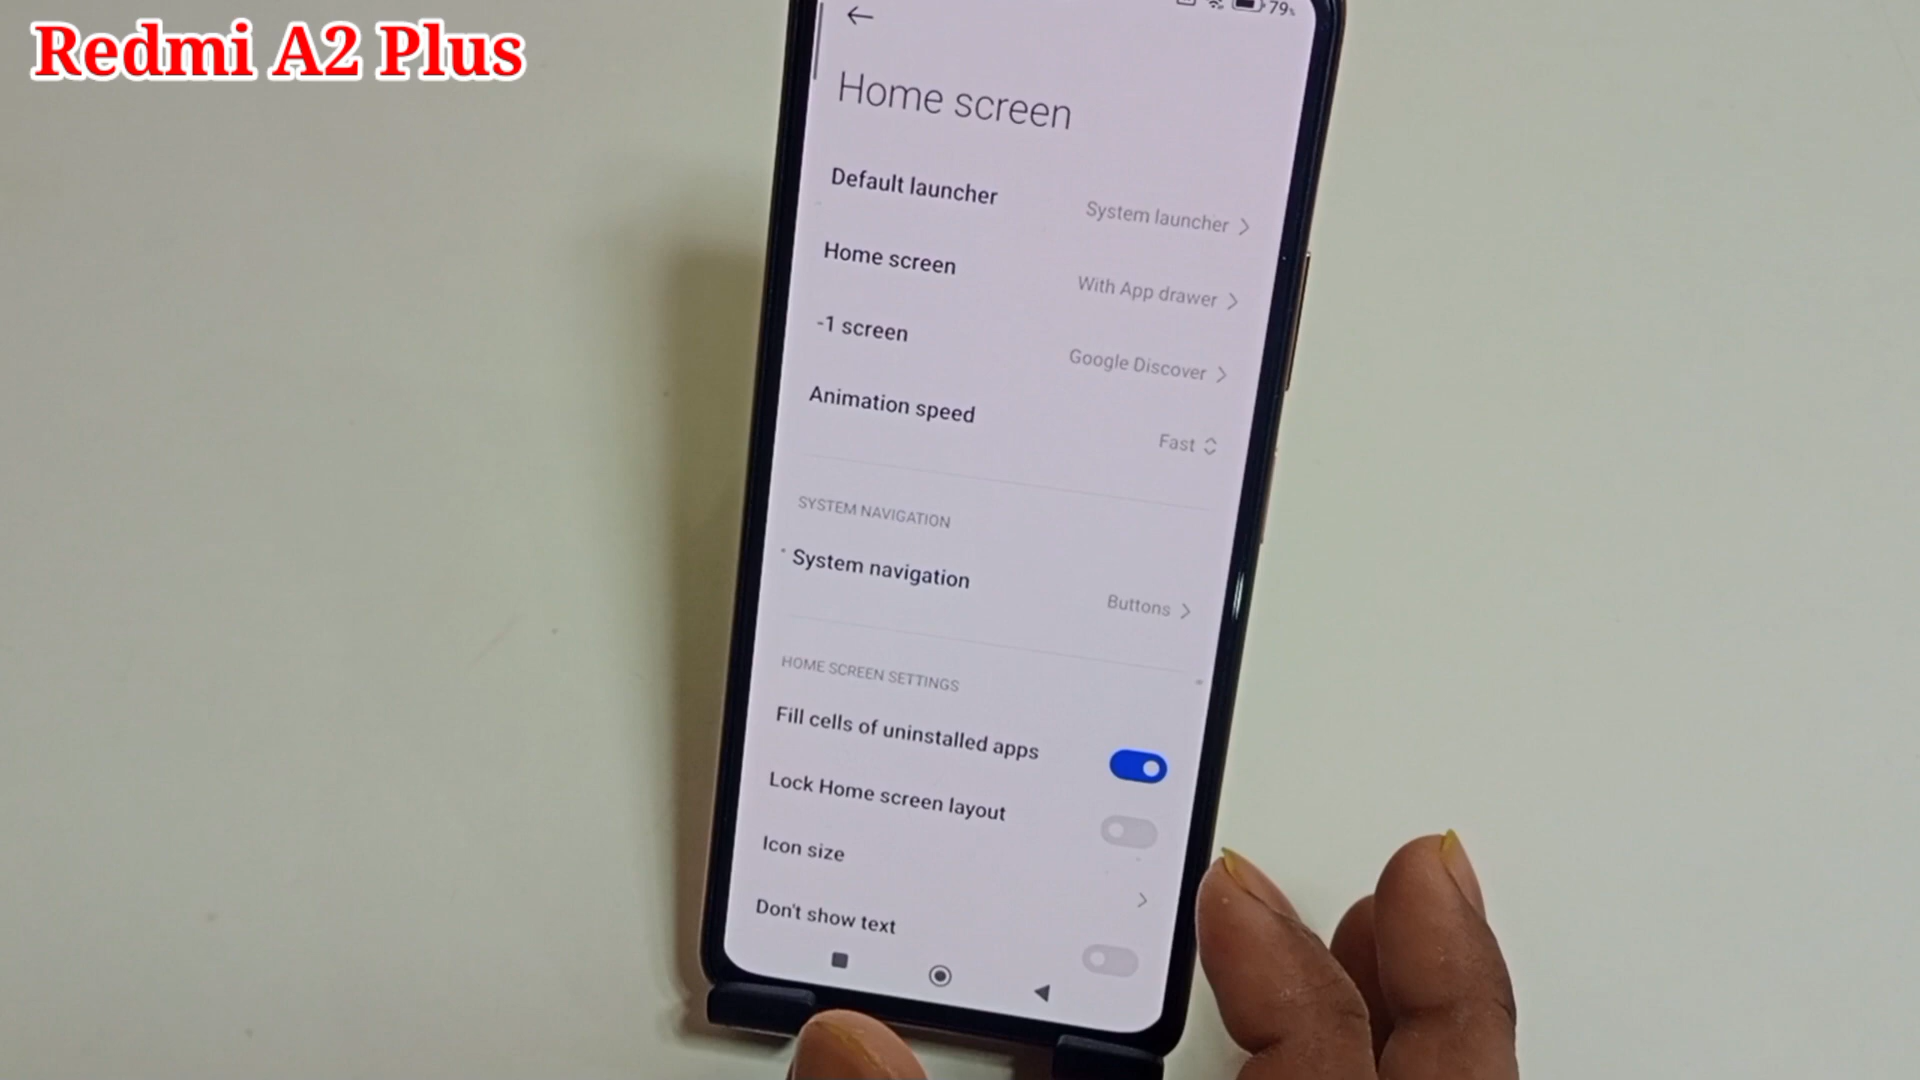 Redmi A2 Plus
79%
Home screen
Default launcher
System launcher
Home screen
With App drawer
-1 screen
Google Discover
Animation speed
Fast
SYSTEM NAVIGATION
System navigation
Buttons
HOME SCREEN SETTINGS
Fill cells of uninstalled apps
Lock Home screen layout
Icon size
Don't show text